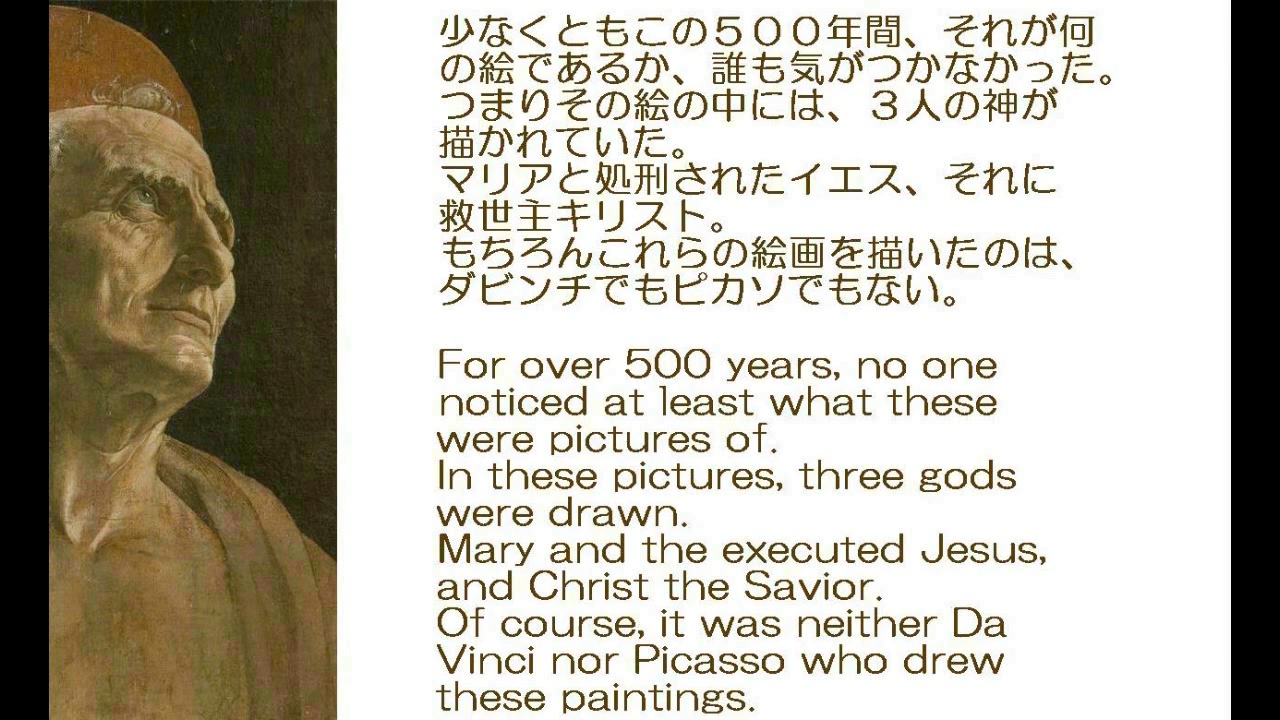 少なくともこの５００年間、それが何
の絵であるか、誰も気がつかなかった。
つまりその絵の中には、３人の神が
描かれていた。
マリアと処刑されたイエス、それに
救世主キリスト。
もちろんこれらの絵画を描いたのは、
ダビンチでもピカソでもない。
For over 500 years, no one
noticed at least what these
were pictures of.
In these pictures, three gods
were drawn.
Mary and the executed Jesus,
and Christ the Savior.
Of course, it was neither Da
Vinci nor Picasso who drew
these paintings.